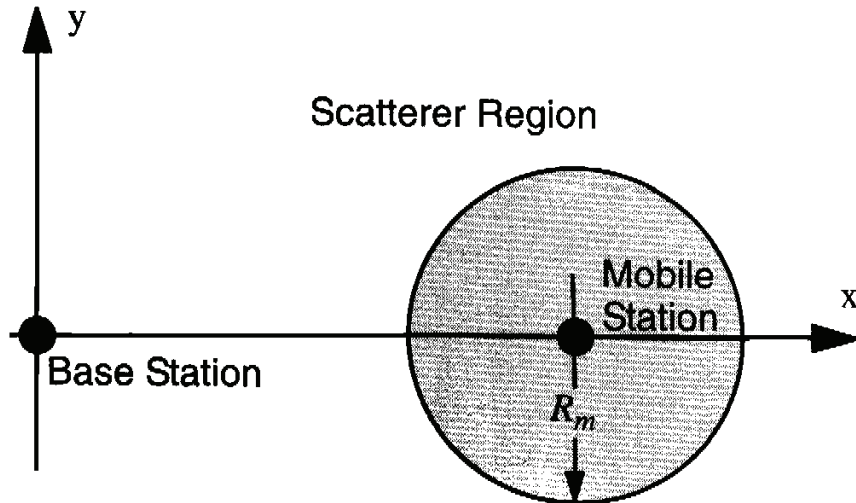 y
Scatterer Region
Mobile
Station
x
Base Station
R_m